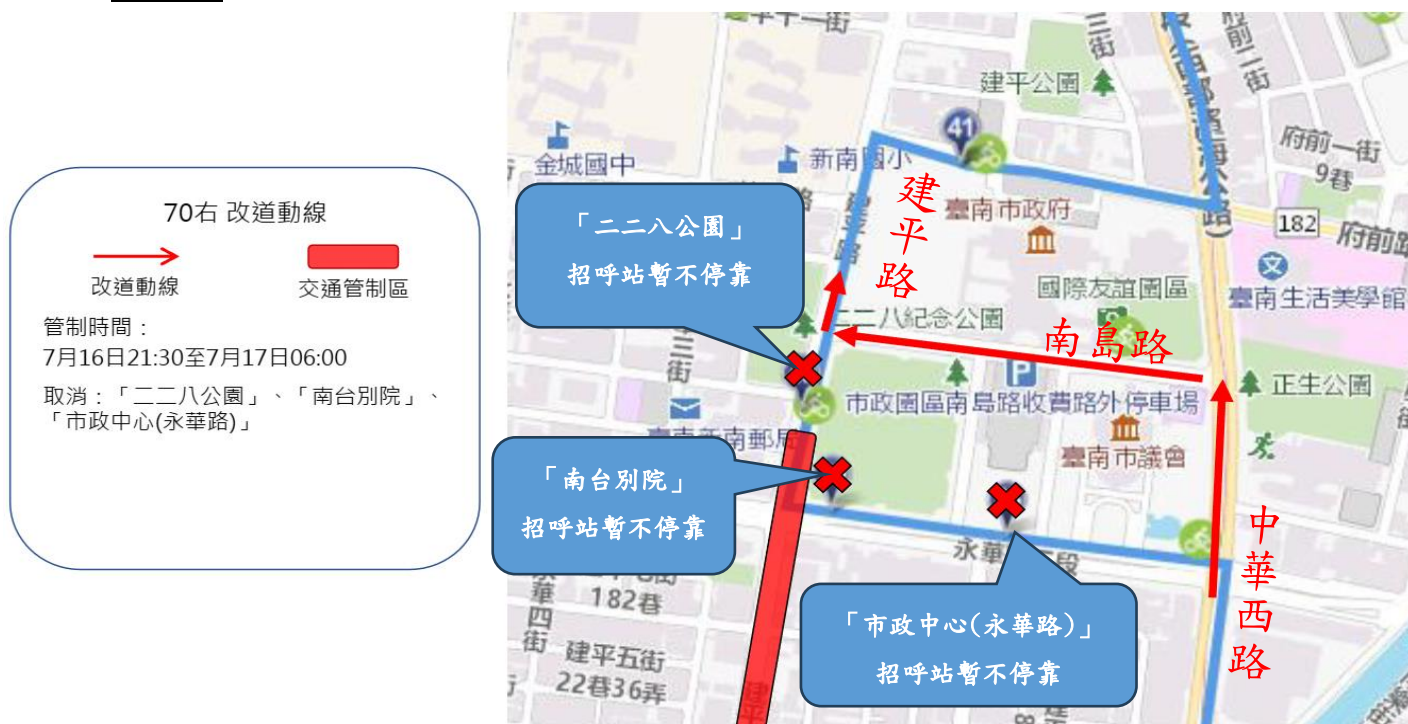 70右 改道動線
改道動線
交通管制區
管制時間：
7月16日21:30至7月17日06:00
取消：「二二八公園」、「南台別院」、
「市政中心(永華路)」
建平公園
41
金城國中
新南國小
府前一街
9巷
府前二街
「二二八公園」
招呼站暫不停靠
建平路
臺南市政府
182
臺南生活美學館
國際友誼園區
二二八紀念公園
南島路
三街
P
正生公園
市政園區南島路收費路外停車場
臺南市議會
「南台別院」
招呼站暫不停靠
182巷
建平五街
22巷36弄
「市政中心(永華路)」
招呼站暫不停靠
中華西路